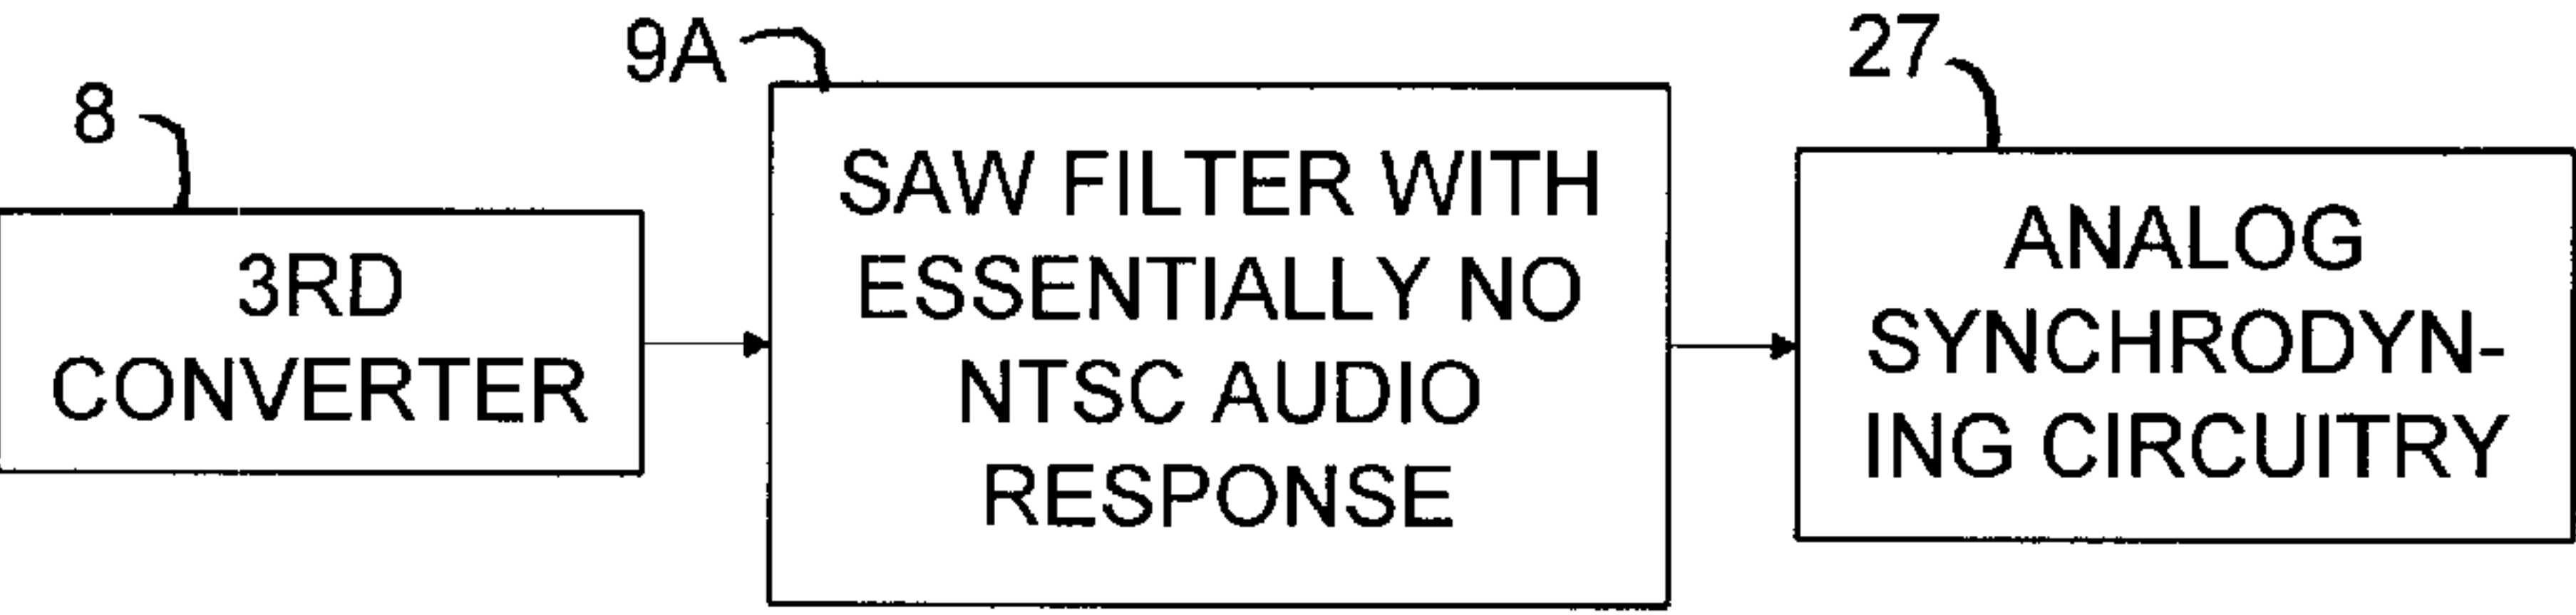 8
3RD
CONVERTER
9A
SAW FILTER WITH
ESSENTIALLY NO
NTSC AUDIO
RESPONSE
27
ANALOG
SYNCHRODYN-
ING CIRCUITRY